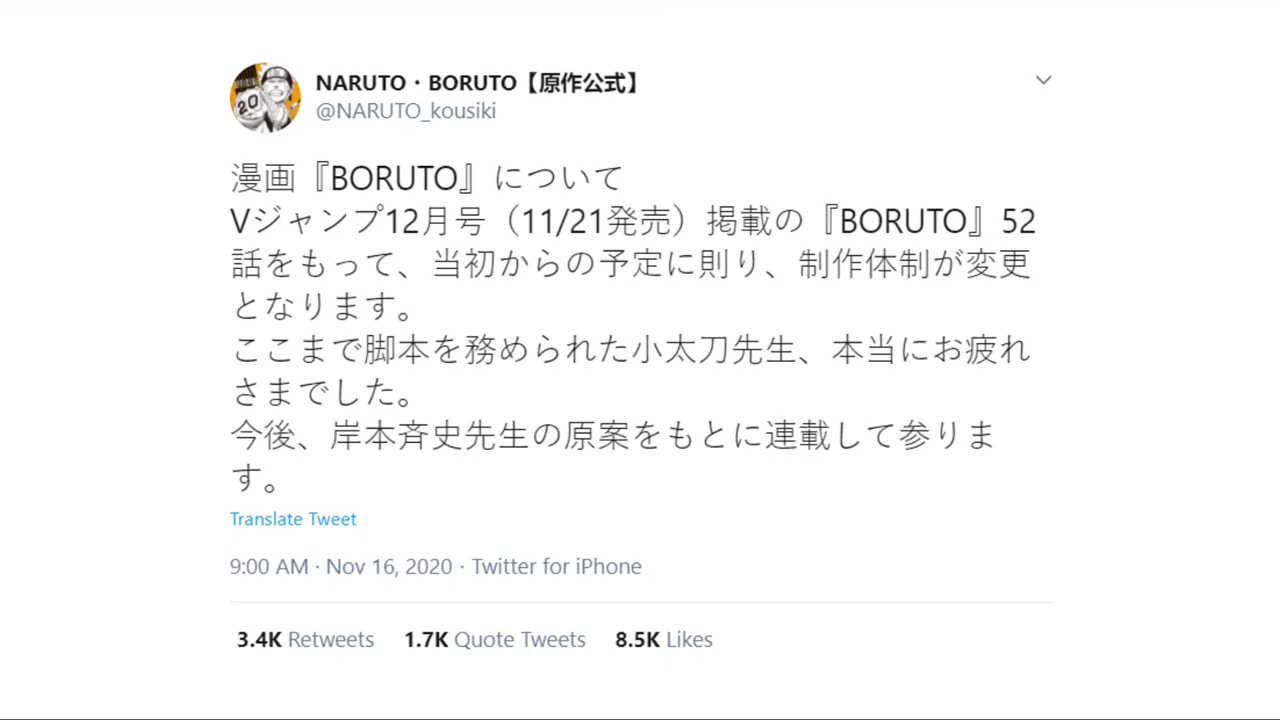 NARUTO・BORUTO【原作公式】
@NARUTO_kousiki
漫画『BORUTO』について
Vジャンプ12月号（11/21発売）掲載の『BORUTO』52
話をもって、当初からの予定に則り、制作体制が変更
となります。
ここまで脚本を務められた小太刀先生、本当にお疲れ
さまでした。
今後、岸本斉史先生の原案をもとに連載して参りま
す。
Translate Tweet
9:00 AM · Nov 16, 2020 · Twitter for iPhone
3.4K Retweets 1.7K Quote Tweets 8.5K Likes